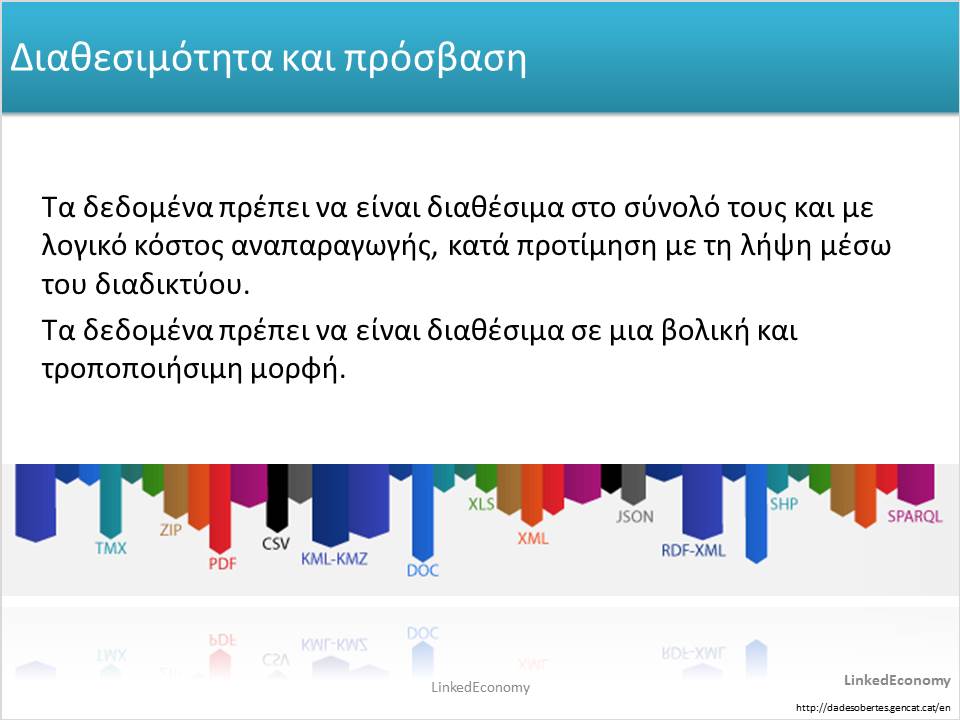 Διαθεσιμότητα και πρόσβαση
Τα δεδομένα πρέπει να είναι διαθέσιμα στο σύνολό τους και με
λογικό κόστος αναπαραγωγής, κατά προτίμηση με τη λήψη μέσω
του διαδικτύου.
Τα δεδομένα πρέπει να είναι διαθέσιμα σε μια βολική και
τροποποιήσιμη μορφή.
TMX
ZIP
PDF
CSV
KML-KMZ
DOC
XLS
XML
JSON
RDF-XML
SHP
SPARQL
LinkedEconomy
LinkedEconomy
http://dadesobertes.gencat.cat/en